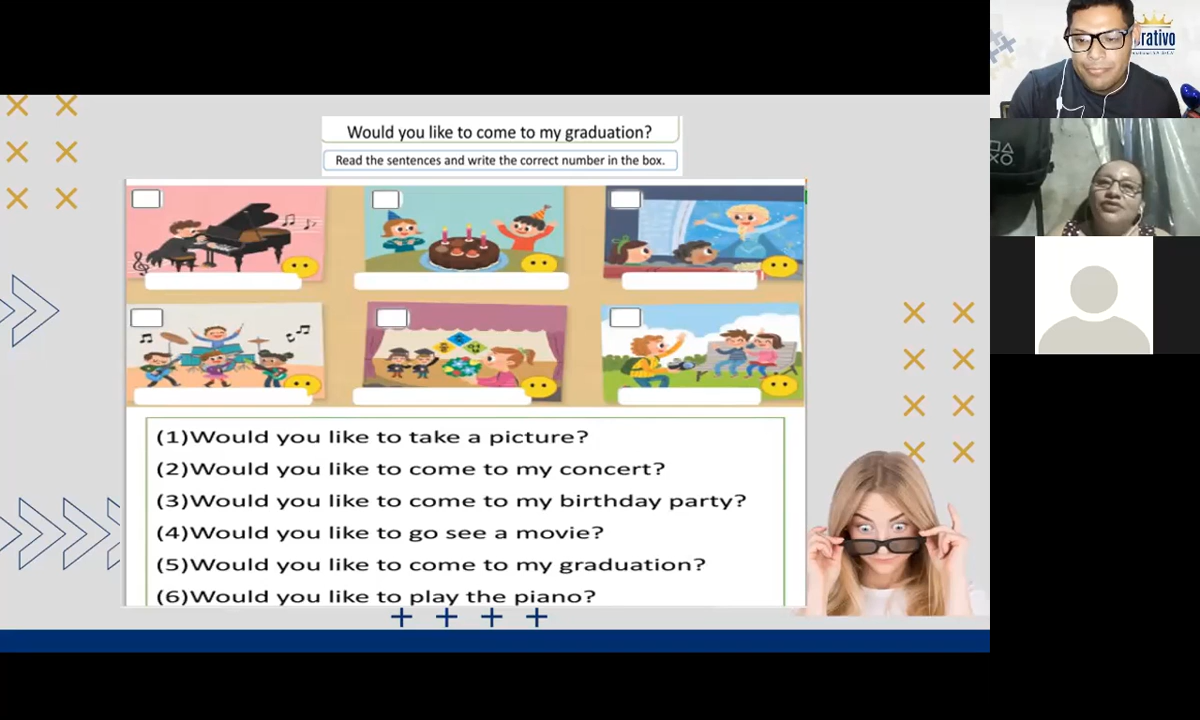 Would you like to come to my graduation?
Read the sentences and write the correct number in the box.
(1)Would you like to take a picture?
(2)Would you like to come to my concert?
(3)Would you like to come to my birthday party?
(4)Would you like to go see a movie?
(5)Would you like to come to my graduation?
(6)Would you like to play the piano?